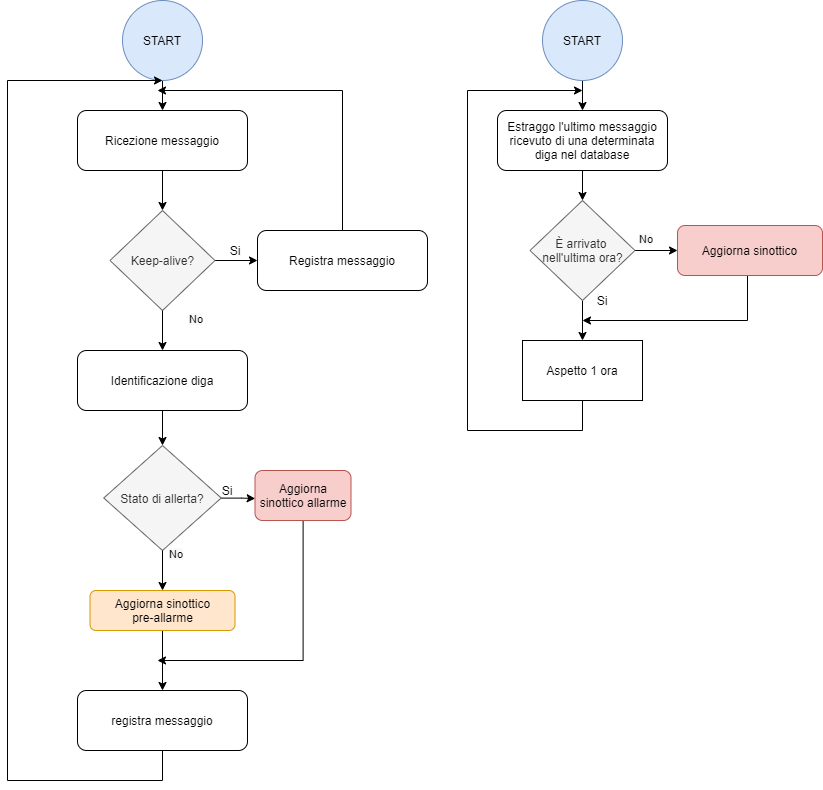 START
Ricezione messaggio
Keep-alive?
Si
Registra messaggio
No
Identificazione diga
Stato di allerta?
Si
Aggiorna
sinottico allarme
No
Aggiorna sinottico
pre-allarme
registra messaggio
START
Estraggo l'ultimo messaggio
ricevuto di una determinata
diga nel database
È arrivato
nell'ultima ora?
No
Aggiorna sinottico
Si
Aspetto 1 ora